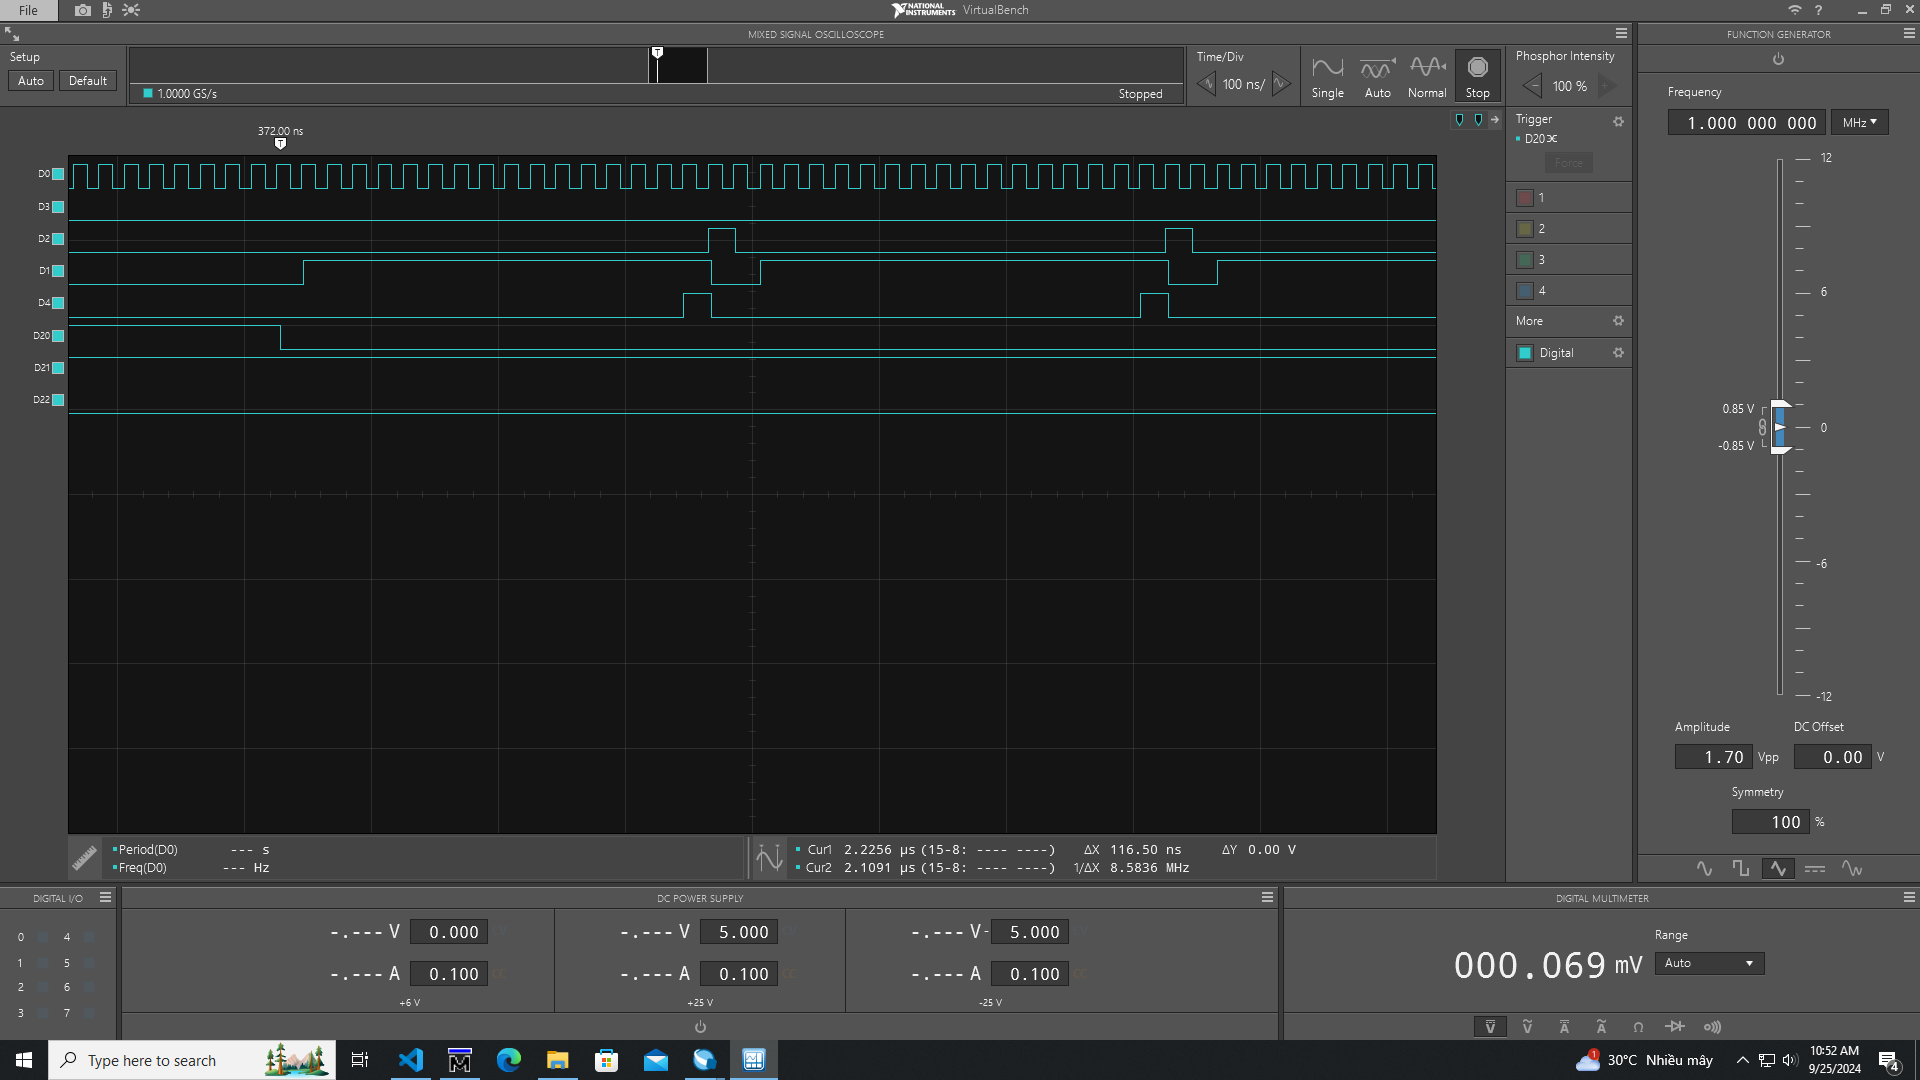 File
NATIONAL INSTRUMENTS VirtualBench
?
MIXED SIGNAL OSCILLOSCOPE
FUNCTION GENERATOR
Setup
Auto
Default
T
1.0000 GS/s
Stopped
Time/Div
100 ns/
Single
Auto
Normal
Stop
Phosphor Intensity
100 %
372.00 ns
T
D0
D3
D2
D1
D4
D20
D21
D22
Trigger
D20
Force
1
2
3
4
More
Digital
Frequency
1.000 000 000
MHz
12
6
0
-6
-12
0.85 V
-0.85 V
Amplitude
DC Offset
1.70 Vpp
0.00 V
Symmetry
100 %
Period(D0) --- s
Freq(D0) --- Hz
Cur1 2.2256 µs (15-8: ---- ----) ΔX 116.50 ns ΔY 0.00 V
Cur2 2.1091 µs (15-8: ---- ----) 1/ΔX 8.5836 MHz
DIGITAL I/O
0 4
1 5
2 6
3 7
DC POWER SUPPLY
-.--- V 0.000
-.--- A 0.100
+6 V
-.--- V 5.000
-.--- A 0.100
+25 V
-.--- V - 5.000
-.--- A 0.100
-25 V
DIGITAL MULTIMETER
000.069 mV
Range
Auto
V
V
A
A
Ω
Type here to search
1
30°C Nhiều mây
10:52 AM
9/25/2024
4